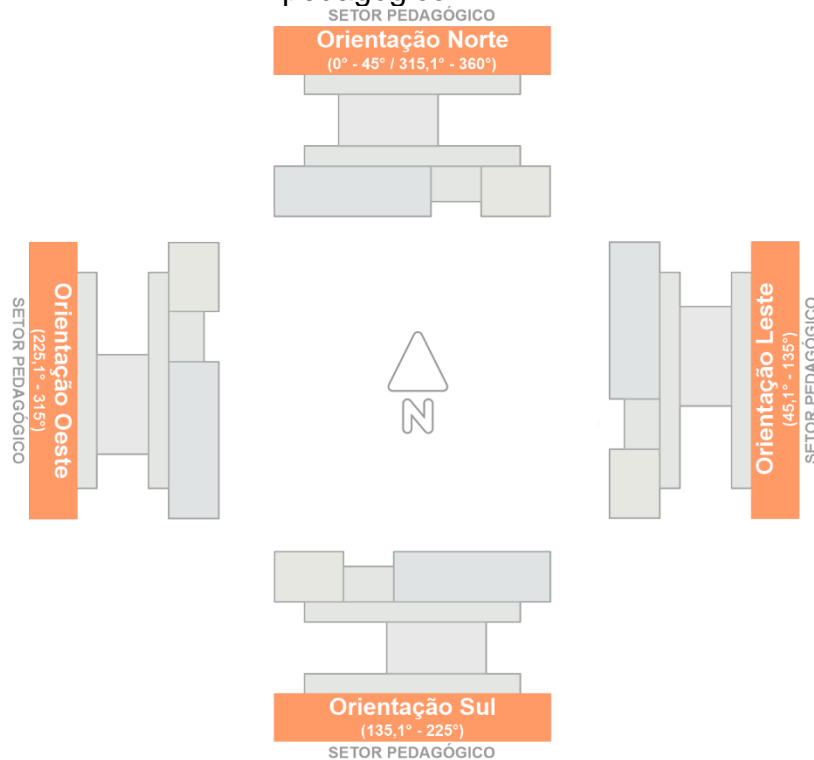 SETOR PEDAGÓGICO
Orientação Norte
(0° - 45° / 315,1° - 360°)
SETOR PEDAGÓGICO
Orientação Oeste
(225,1° - 315°)
N
Orientação Leste
(45,1° - 135°)
SETOR PEDAGÓGICO
Orientação Sul
(135,1° - 225°)
SETOR PEDAGÓGICO